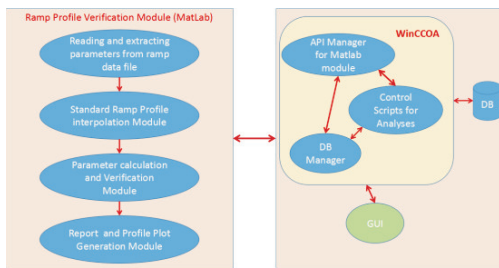 Ramp Profile Verification Module (MatLab)
Reading and extracting
parameters from ramp
data file
Standard Ramp Profile
interpolation Module
Parameter calculation
and Verification
Module
Report and Profile Plot
Generation Module
WinCCOA
API Manager
for Matlab
module
Control
Scripts for
Analyses
DB
Manager
DB
GUI